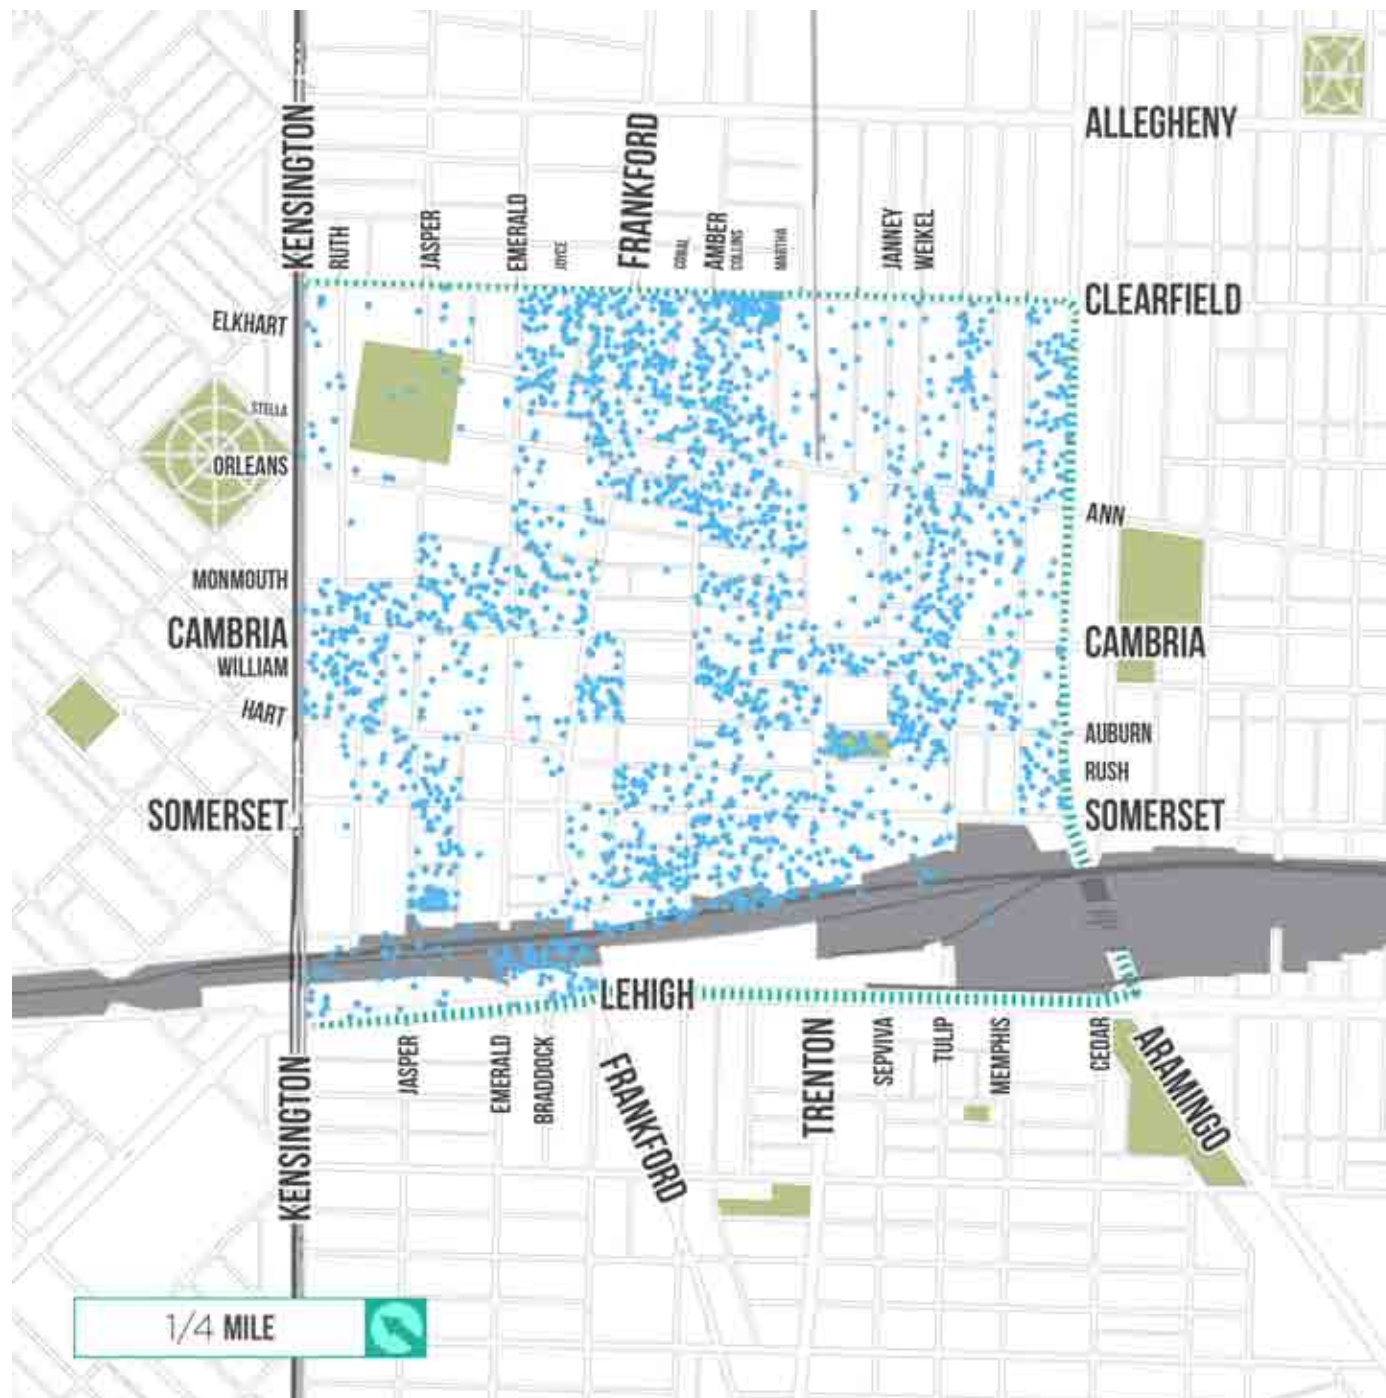 ALLEGHENY
KENSINGTON
FRANKFORD
RUTH
JASPER
EMERALD
JOYCE
CORAL
AMBER
COLLINS
MARTHA
JANNEY
WEIKEL
CLEARFIELD
ELKHART
STELLA
ORLEANS
ANN
MONMOUTH
CAMBRIA
CAMBRIA
WILLIAM
HART
AUBURN
RUSH
SOMERSET
SOMERSET
LEHIGH
KENSINGTON
JASPER
EMERALD
BRADDOCK
FRANKFORD
TRENTON
SEPVIVA
TULIP
MEMPHIS
CEDAR
ARAMINGO
1/4 MILE